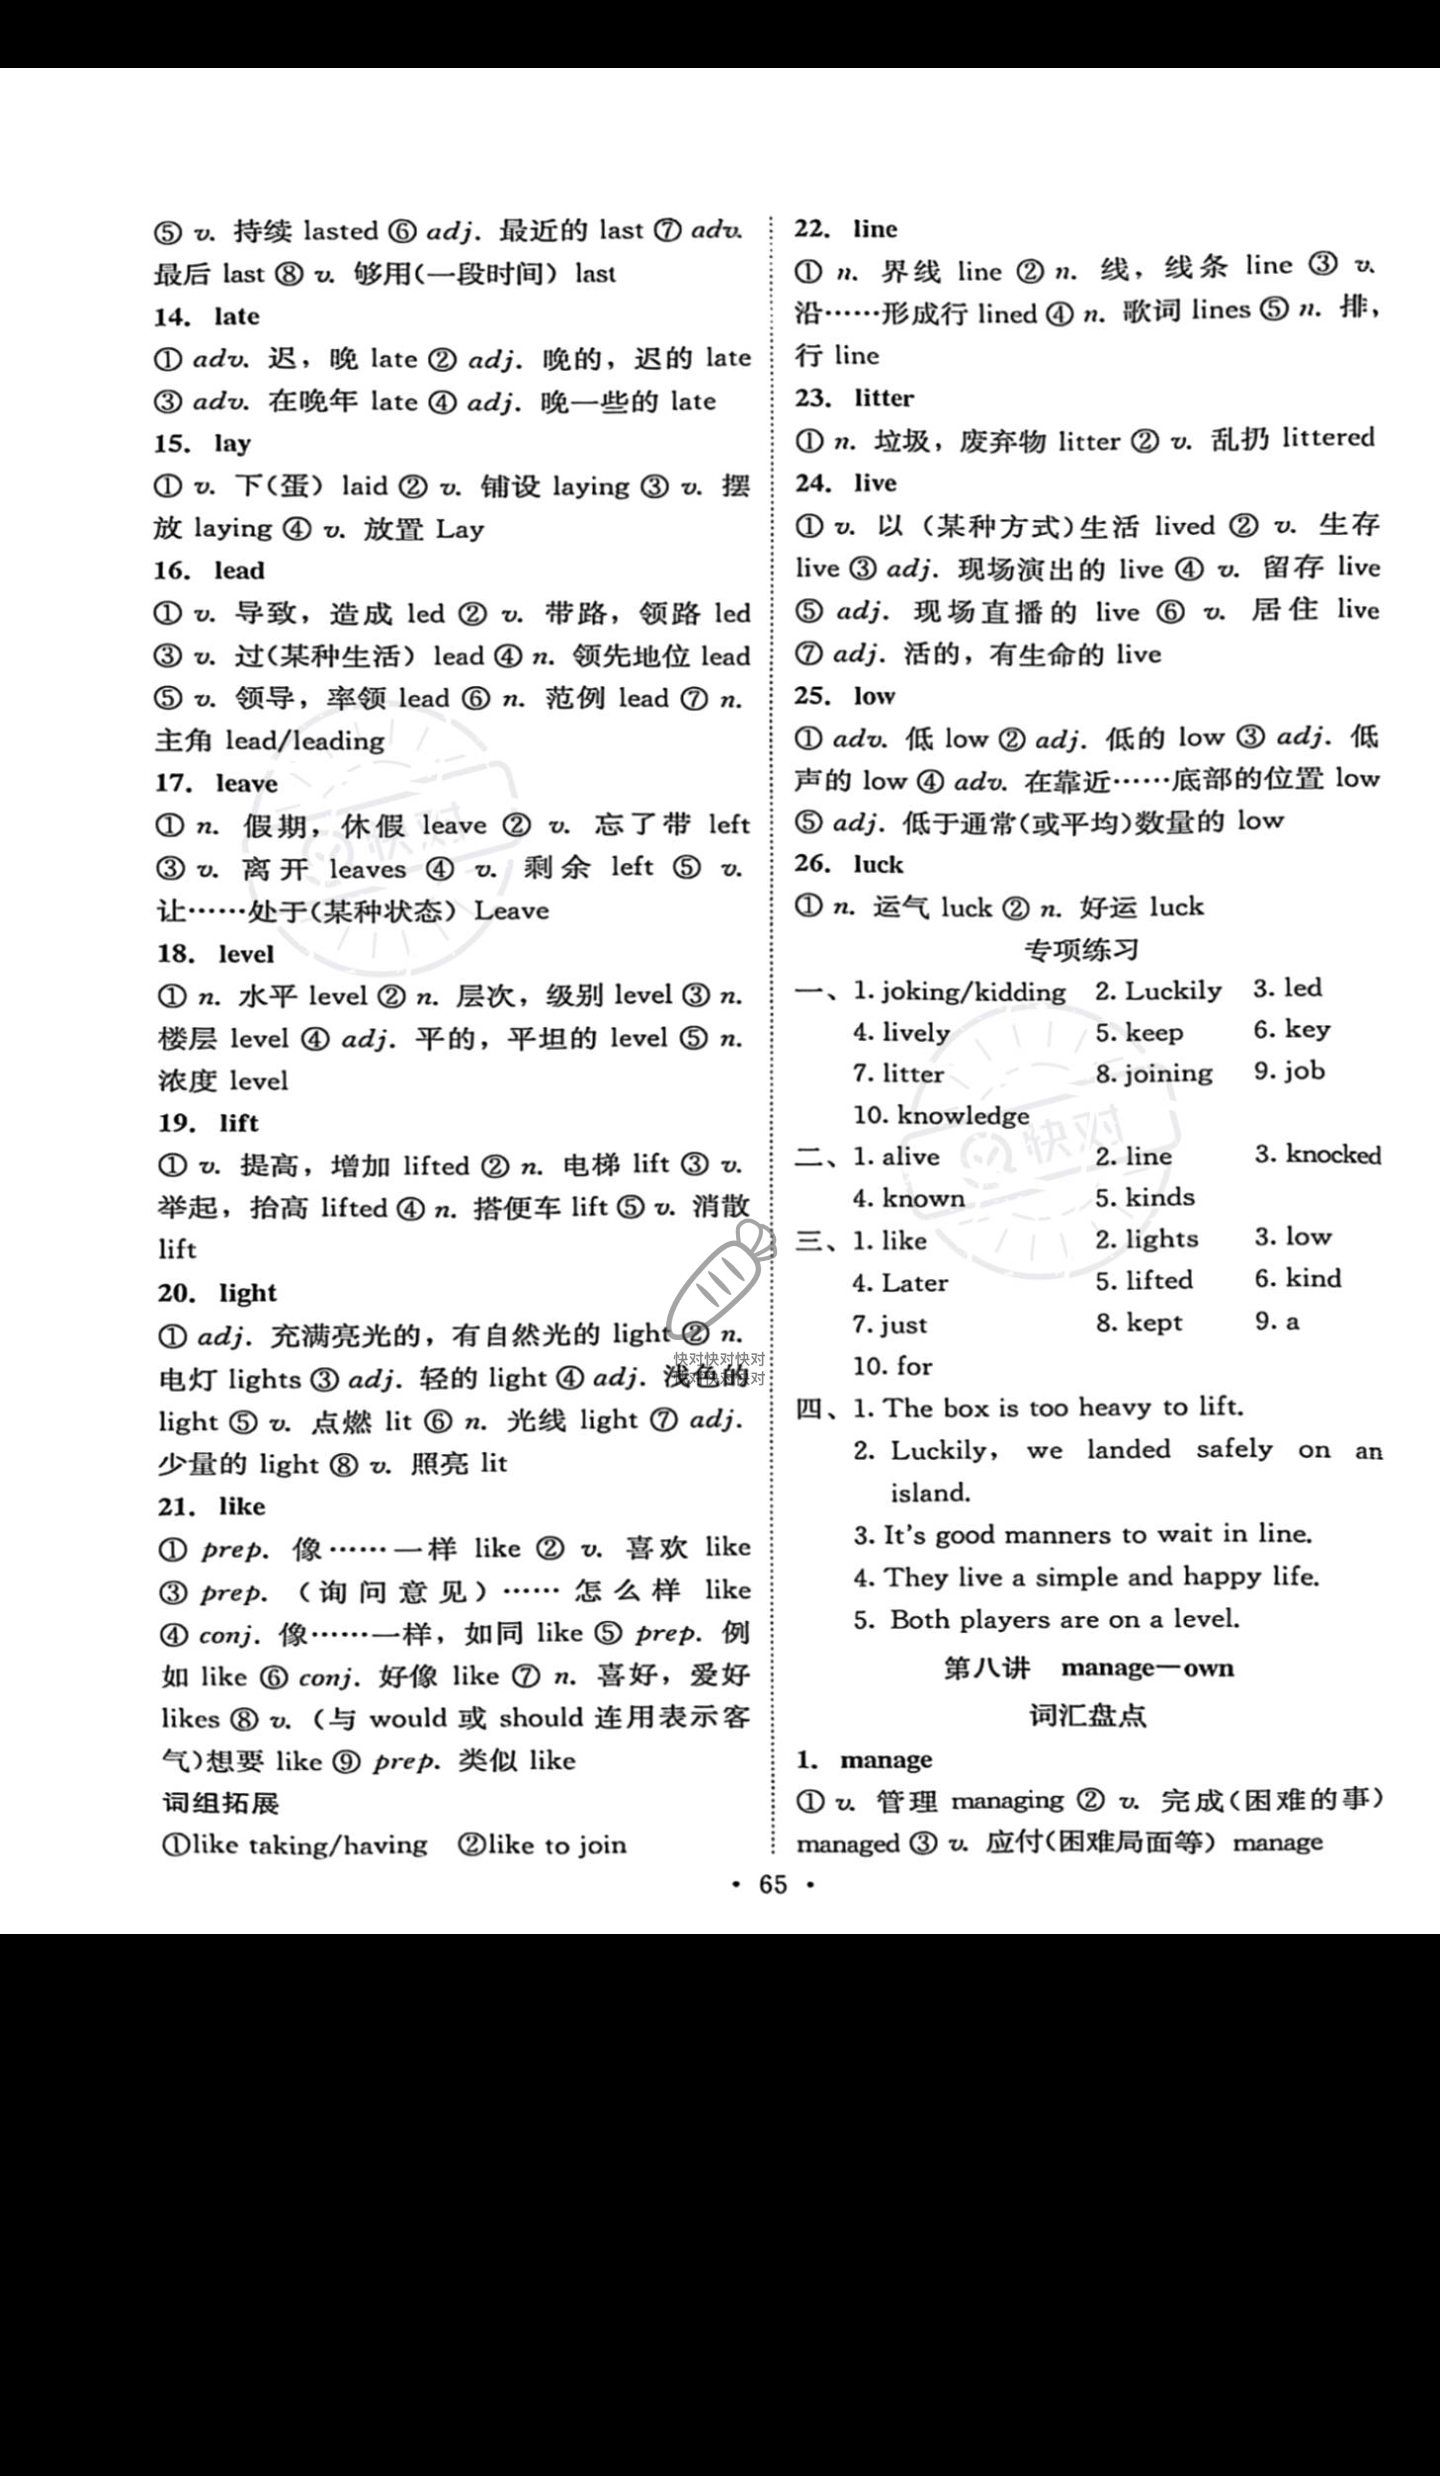 ⑤ v. 持续 lasted ⑥ adj. 最近的 last ⑦ adv.
最后 last ⑧ v. 够用(一段时间) last
14. late
① adv. 迟，晚 late ② adj. 晚的，迟的 late
③ adv. 在晚年 late ④ adj. 晚一些的 late
15. lay
① v. 下(蛋) laid ② v. 铺设 laying ③ v. 摆
放 laying ④ v. 放置 Lay
16. lead
① v. 导致，造成 led ② v. 带路，领路 led
③ v. 过(某种生活) lead ④ n. 领先地位 lead
⑤ v. 领导，率领 lead ⑥ n. 范例 lead ⑦ n.
主角 lead/leading
17. leave
① n. 假期，休假 leave ② v. 忘了带 left
③ v. 离开 leaves ④ v. 剩余 left ⑤ v.
让……处于(某种状态) Leave
18. level
① n. 水平 level ② n. 层次，级别 level ③ n.
楼层 level ④ adj. 平的，平坦的 level ⑤ n.
浓度 level
19. lift
① v. 提高，增加 lifted ② n. 电梯 lift ③ v.
举起，抬高 lifted ④ n. 搭便车 lift ⑤ v. 消散
lift
20. light
① adj. 充满亮光的，有自然光的 light ② n.
电灯 lights ③ adj. 轻的 light ④ adj. 浅色的
light ⑤ v. 点燃 lit ⑥ n. 光线 light ⑦ adj.
少量的 light ⑧ v. 照亮 lit
21. like
① prep. 像……一样 like ② v. 喜欢 like
③ prep. (询问意见)……怎么样 like
④ conj. 像……一样，如同 like ⑤ prep. 例
如 like ⑥ conj. 好像 like ⑦ n. 喜好，爱好
likes ⑧ v. (与 would 或 should 连用表示客
气)想要 like ⑨ prep. 类似 like
词组拓展
①like taking/having ②like to join
22. line
① n. 界线 line ② n. 线，线条 line ③ v.
沿……形成行 lined ④ n. 歌词 lines ⑤ n. 排，
行 line
23. litter
① n. 垃圾，废弃物 litter ② v. 乱扔 littered
24. live
① v. 以(某种方式)生活 lived ② v. 生存
live ③ adj. 现场演出的 live ④ v. 留存 live
⑤ adj. 现场直播的 live ⑥ v. 居住 live
⑦ adj. 活的，有生命的 live
25. low
① adv. 低 low ② adj. 低的 low ③ adj. 低
声的 low ④ adv. 在靠近……底部的位置 low
⑤ adj. 低于通常(或平均)数量的 low
26. luck
① n. 运气 luck ② n. 好运 luck
专项练习
一、1. joking/kidding 2. Luckily 3. led
4. lively 5. keep 6. key
7. litter 8. joining 9. job
10. knowledge
二、1. alive 2. line 3. knocked
4. known 5. kinds
三、1. like 2. lights 3. low
4. Later 5. lifted 6. kind
7. just 8. kept 9. a
10. for
四、1. The box is too heavy to lift.
2. Luckily, we landed safely on an
island.
3. It's good manners to wait in line.
4. They live a simple and happy life.
5. Both players are on a level.
第八讲 manage—own
词汇盘点
1. manage
① v. 管理 managing ② v. 完成(困难的事)
managed ③ v. 应付(困难局面等) manage
• 65 •
快对
快对
快对快对快对
快对快对快对